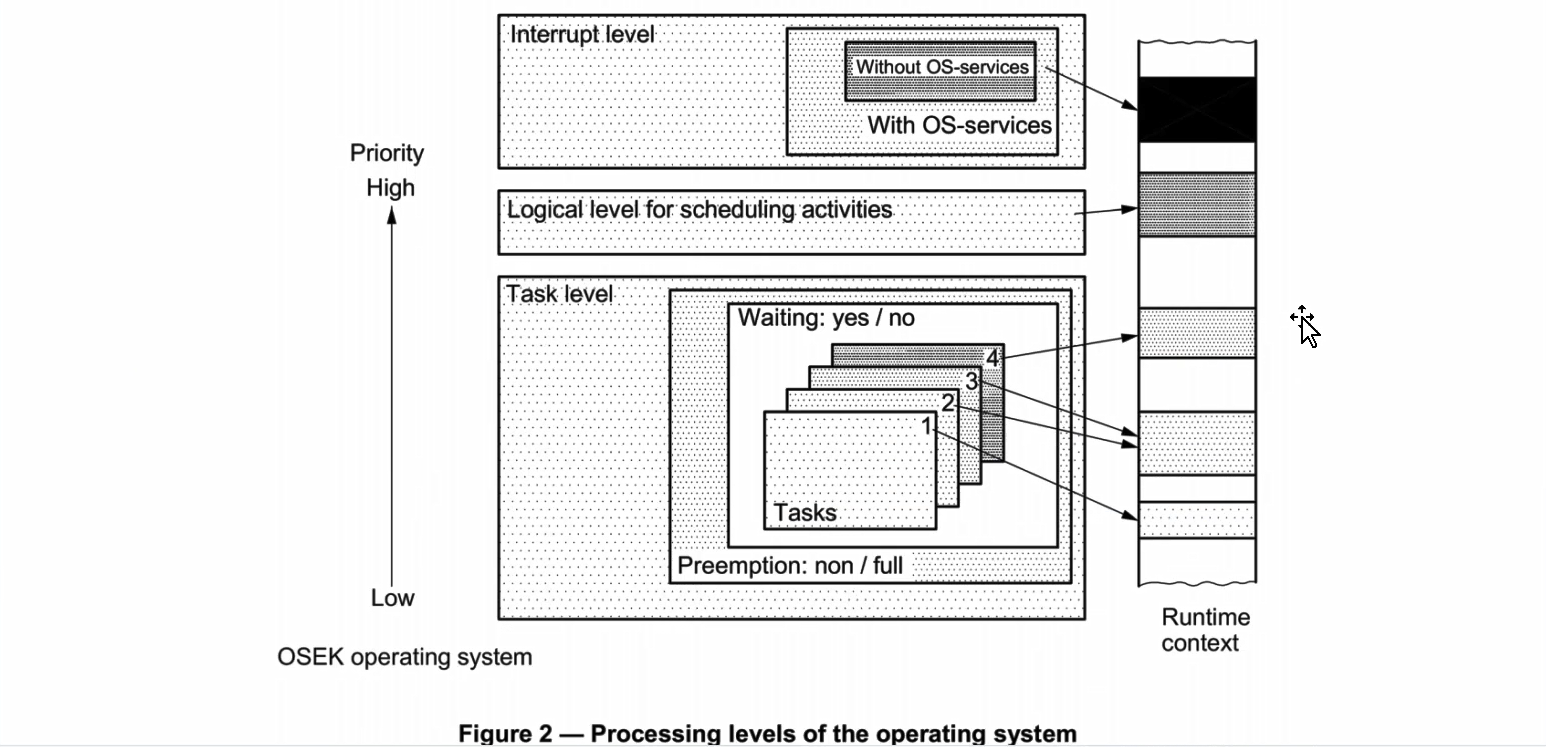 Interrupt level
Without OS-services
With OS-services
Priority
High
Logical level for scheduling activities
Task level
Waiting: yes / no
4
3
2
1
Tasks
Preemption: non / full
Low
Runtime
context
OSEK operating system
Figure 2 — Processing levels of the operating system